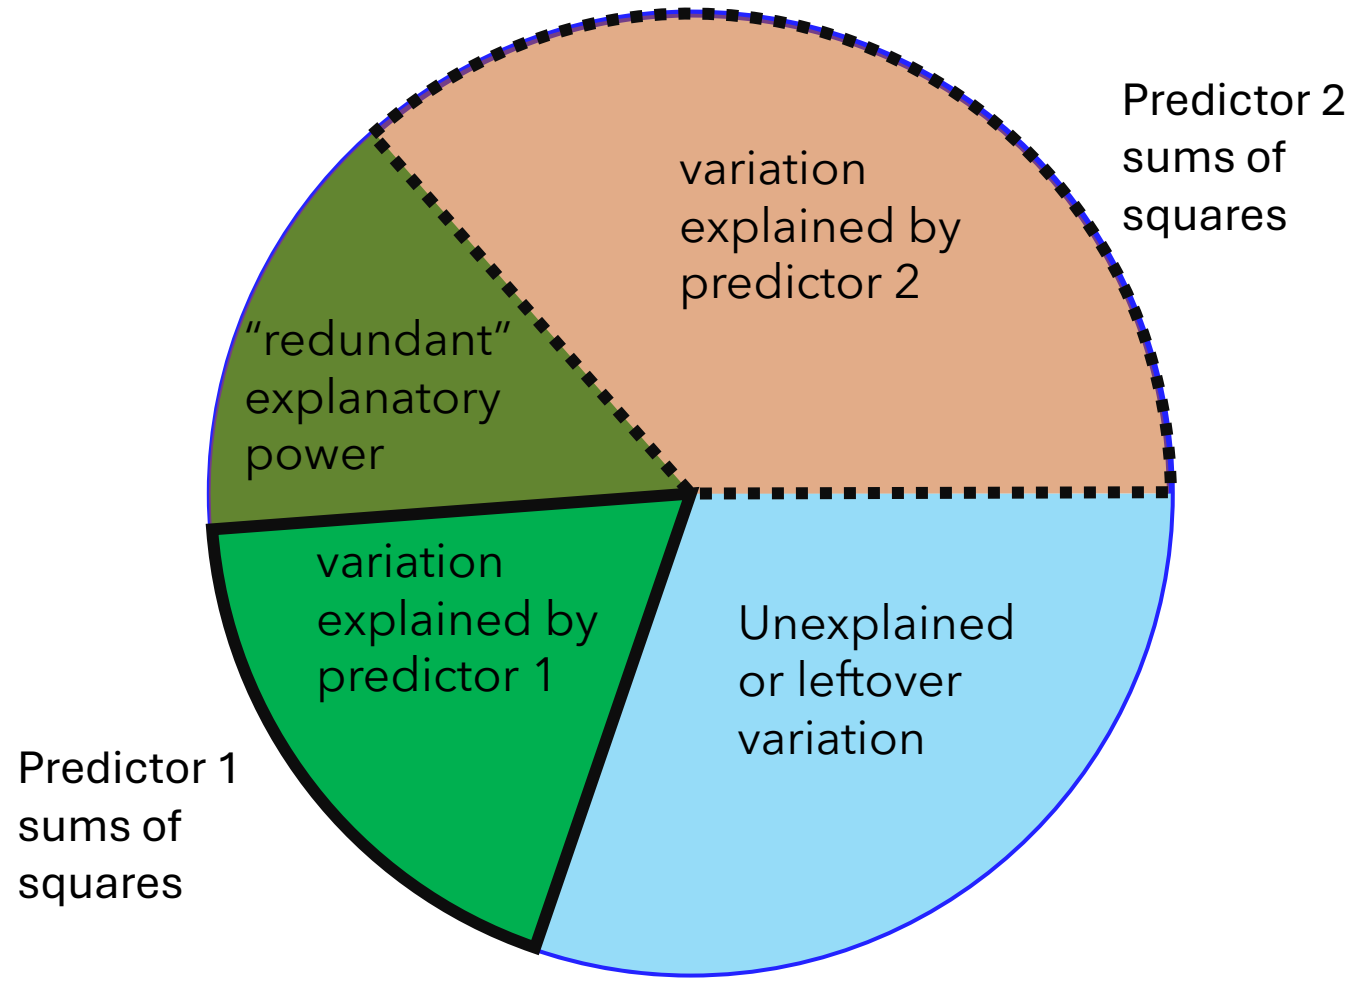 Predictor 2
sums of
squares
variation
explained by
predictor 2
“redundant”
explanatory
power
variation
explained by
predictor 1
Unexplained
or leftover
variation
Predictor 1
sums of
squares